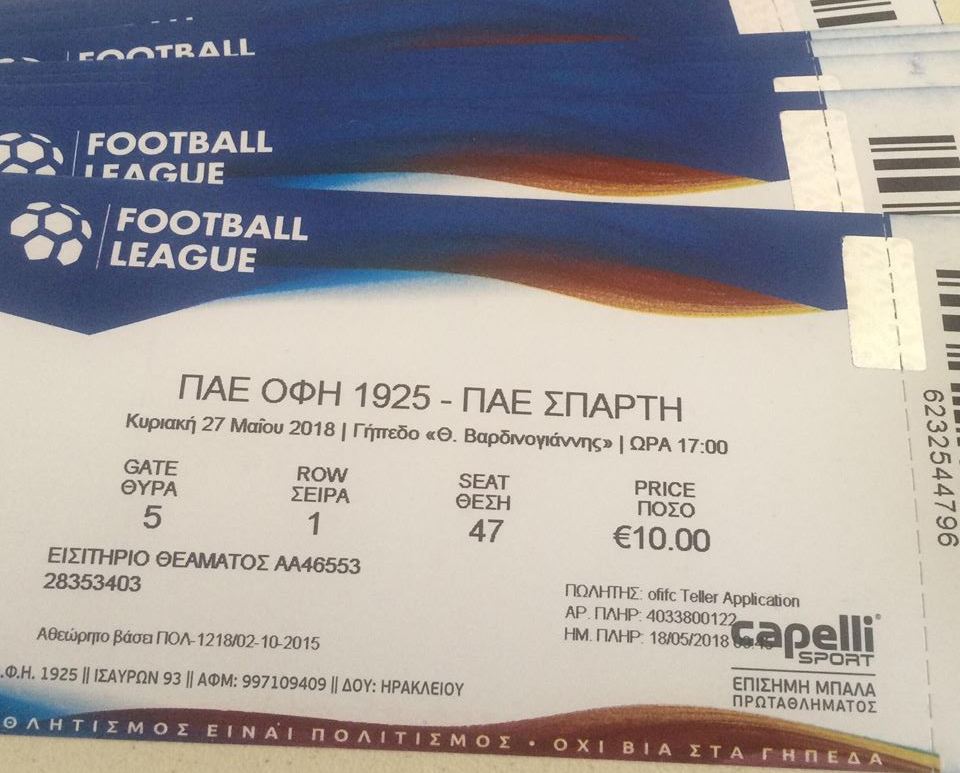 FOOTBALL
FOOTBALL
LEAGUE
FOOTBALL
LEAGUE
ΠΑΕ ΟΦΗ 1925 - ΠΑΕ ΣΠΑΡΤΗ
Κυριακή 27 Μαΐου 2018 | Γήπεδο «Θ. Βαρδινογιάννης» | ΩΡΑ 17:00
GATE ROW SEAT PRICE
ΘΥΡΑ ΣΕΙΡΑ ΘΕΣΗ ΠΟΣΟ
5 1 47 €10.00
ΕΙΣΙΤΗΡΙΟ ΘΕΑΜΑΤΟΣ ΑΑ46553
28353403
ΠΩΛΗΤΗΣ: ofifc Teller Application
ΑΡ. ΠΛΗΡ: 4033800122
ΗΜ. ΠΛΗΡ: 18/05/2018
Αθεώρητο βάσει ΠΟΛ-1218/02-10-2015
capelli
SPORT
ΕΠΙΣΗΜΗ ΜΠΑΛΑ
ΠΡΩΤΑΘΛΗΜΑΤΟΣ
.Φ.Η. 1925 || ΙΣΑΥΡΩΝ 93 || ΑΦΜ: 997109409 || ΔΟΥ: ΗΡΑΚΛΕΙΟΥ
ΘΛΗΤΙΣΜΟΣ ΕΙΝΑΙ ΠΟΛΙΤΙΣΜΟΣ • ΟΧΙ ΒΙΑ ΣΤΑ ΓΗΠΕΔΑ
6232544796